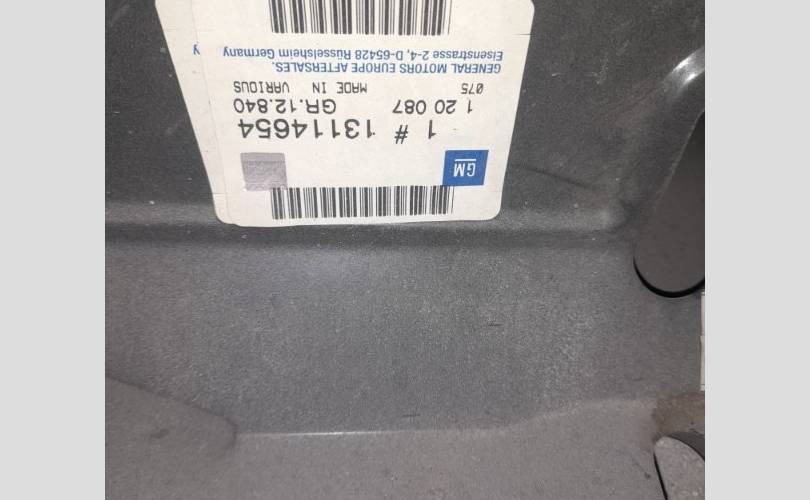 GM
1 # 13114654
1 20 087 GR.12.840
075 MADE IN VARIOUS
GENERAL MOTORS EUROPE AFTERSALES.
Eisenstrasse 2-4, D-65428 Rüsselsheim Germany